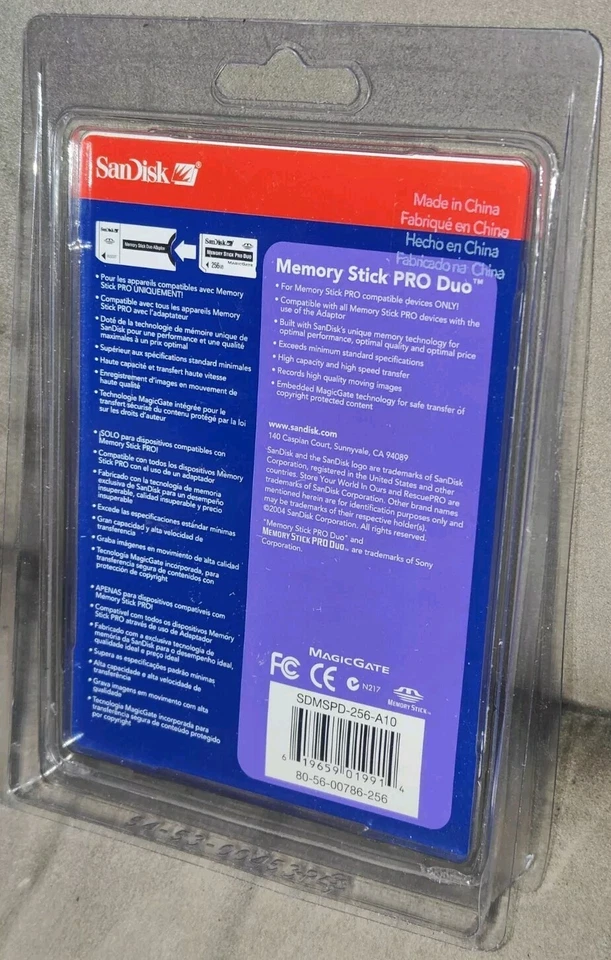 SanDisk
Made in China
Fabriqué en Chine
Hecho en China
Fabricado na China
Memory Stick Duo Adaptor
SanDisk
Memory Stick PRO Duo
MagicGate
256
• Pour les appareils compatibles avec Memory
Stick PRO UNIQUEMENT!
• Compatible avec tous les appareils Memory
Stick PRO avec l'adaptateur
• Doté de la technologie de mémoire unique de
SanDisk pour une performance et une qualité
maximales à un prix optimal
• Supérieur aux spécifications standard minimales
• Haute capacité et transfert haute vitesse
• Enregistrement d'images en mouvement de
haute qualité
• Technologie MagicGate intégrée pour le
transfert sécurisé du contenu protégé par la loi
sur les droits d'auteur
• ¡SOLO para dispositivos compatibles con
Memory Stick PRO!
• Compatible con todos los dispositivos Memory
Stick PRO con el uso de un adaptador
• Fabricado con la tecnología de memoria
exclusiva de SanDisk para un desempeño
insuperable, calidad insuperable y precio
insuperable
• Excede las especificaciones estándar mínimas
• Gran capacidad y alta velocidad de
transferencia
• Graba imágenes en movimiento de alta calidad
• Tecnología MagicGate incorporada, para
transferencia segura de contenidos con
protección de copyright
• APENAS para dispositivos compatíveis com
Memory Stick PRO!
• Compatível com todos os dispositivos Memory
Stick PRO através de uso de Adaptador
• Fabricado com a exclusiva tecnologia de
memória da SanDisk para o desempenho ideal,
qualidade ideal e preço ideal
• Supera as especificações padrão mínimas
• Alta capacidade e alta velocidade de
transferência
• Grava imagens em movimento com alta
qualidade
• Tecnologia MagicGate incorporada para
transferência segura de conteúdo protegido
por copyright
Memory Stick PRO Duo™
• For Memory Stick PRO compatible devices ONLY!
• Compatible with all Memory Stick PRO devices with the
use of the Adaptor
• Built with SanDisk's unique memory technology for
optimal performance, optimal quality and optimal price
• Exceeds minimum standard specifications
• High capacity and high speed transfer
• Records high quality moving images
• Embedded MagicGate technology for safe transfer of
copyright protected content
www.sandisk.com
140 Caspian Court, Sunnyvale, CA 94089
SanDisk and the SanDisk logo are trademarks of SanDisk
Corporation, registered in the United States and other
countries. Store Your World In Ours and RescuePRO are
trademarks of SanDisk Corporation. Other brand names
mentioned herein are for identification purposes only and
may be trademarks of their respective holder(s).
©2004 SanDisk Corporation. All rights reserved.
"Memory Stick PRO Duo" and
MEMORY STICK PRO DUO™ are trademarks of Sony
Corporation.
MAGICGATE
FC CE N217
MEMORY STICK™
SDMSPD-256-A10
6 19659 01991 4
80-56-00786-256